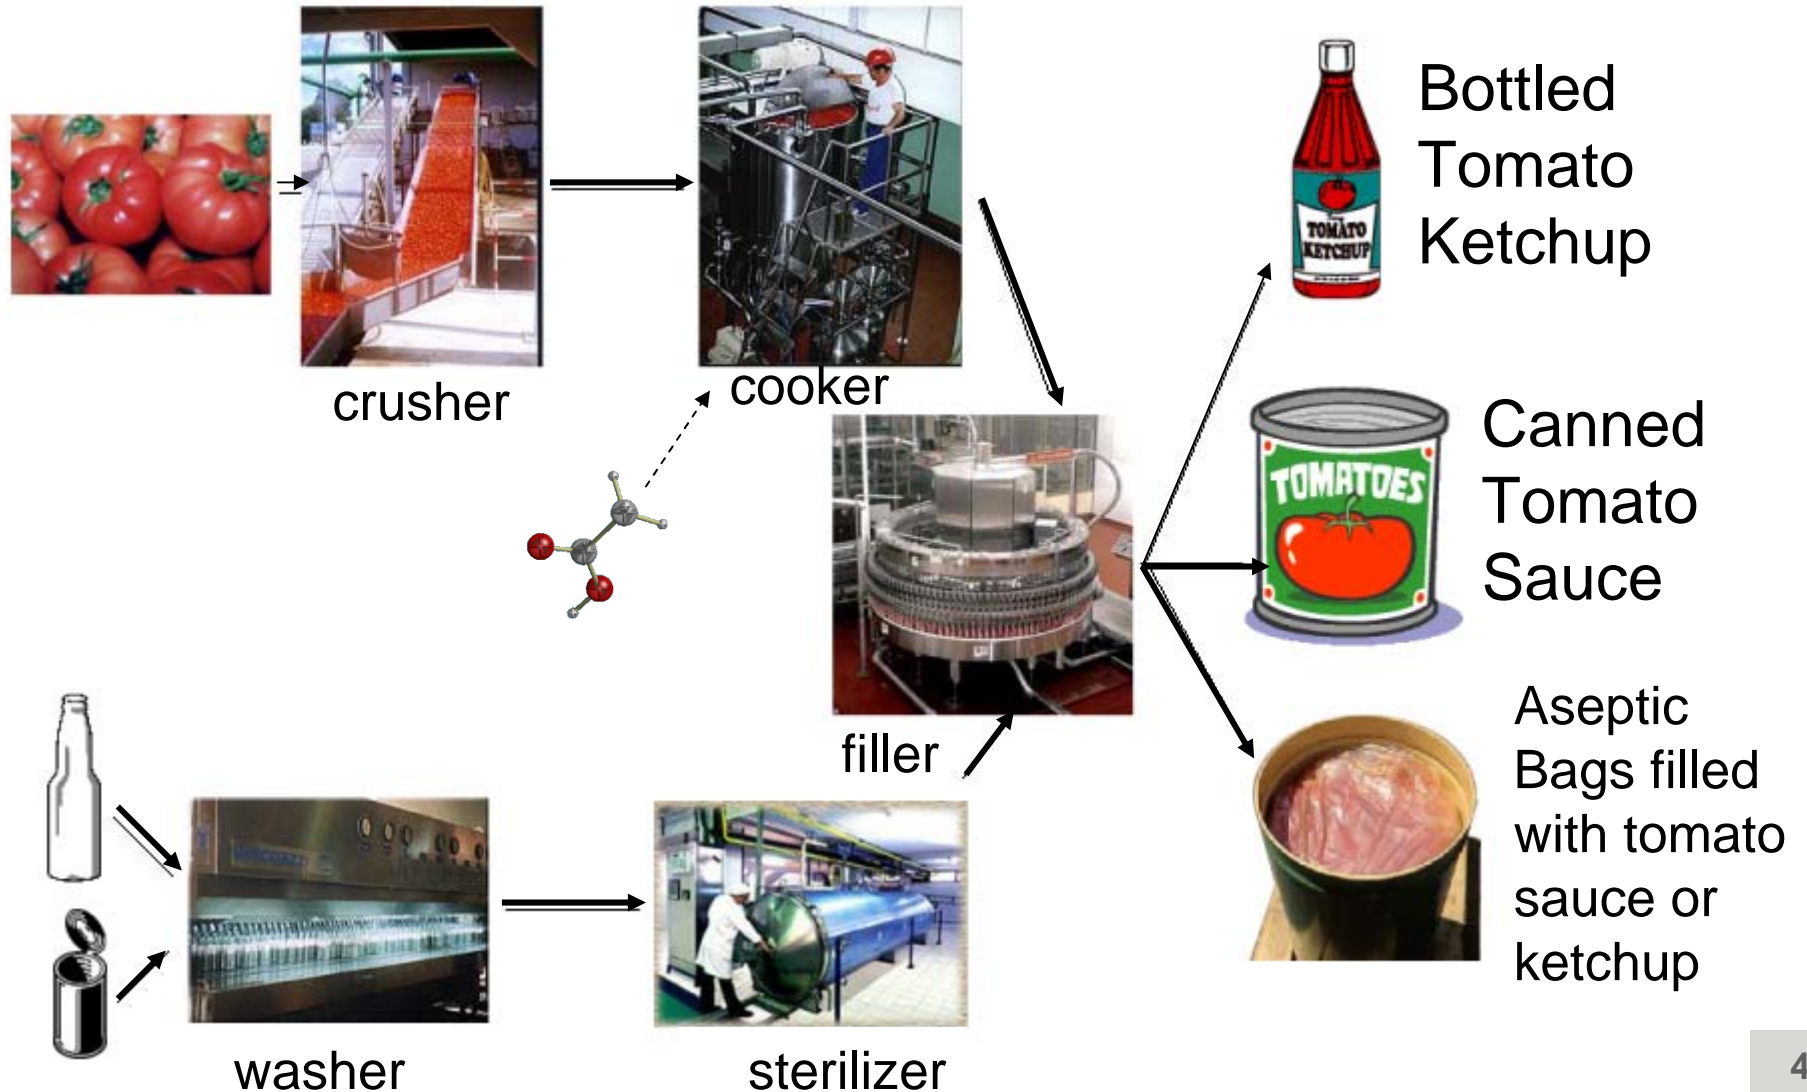 crusher
cooker
filler
washer
sterilizer
TOMATO
KETCHUP
Bottled
Tomato
Ketchup
TOMATOES
Canned
Tomato
Sauce
Aseptic
Bags filled
with tomato
sauce or
ketchup
4